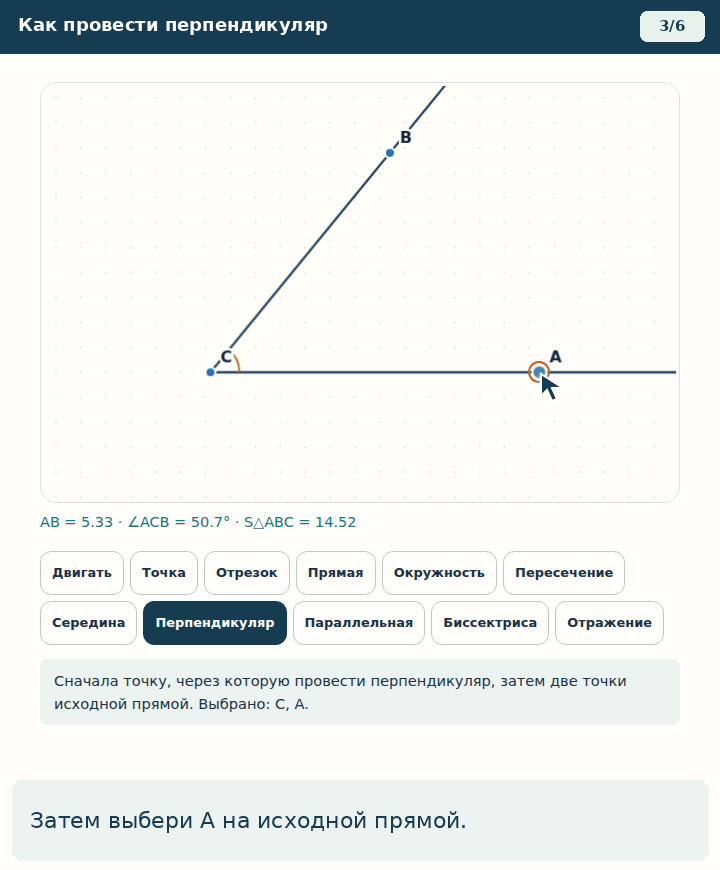 Как провести перпендикуляр
3/6
B
C
A
AB = 5.33 · ∠ACB = 50.7° · S△ABC = 14.52
Двигать
Точка
Отрезок
Прямая
Окружность
Пересечение
Середина
Перпендикуляр
Параллельная
Биссектриса
Отражение
Сначала точку, через которую провести перпендикуляр, затем две точки
исходной прямой. Выбрано: C, A.
Затем выбери A на исходной прямой.